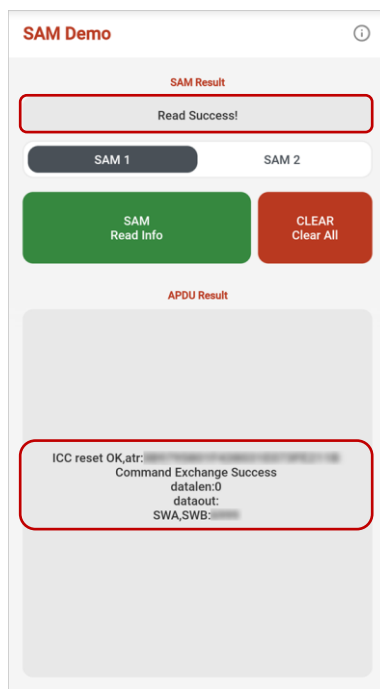 SAM Demo
SAM Result
Read Success!
SAM 1
SAM 2
SAM
Read Info
CLEAR
Clear All
APDU Result
ICC reset OK,atr:
Command Exchange Success
datalen:0
dataout:
SWA,SWB: